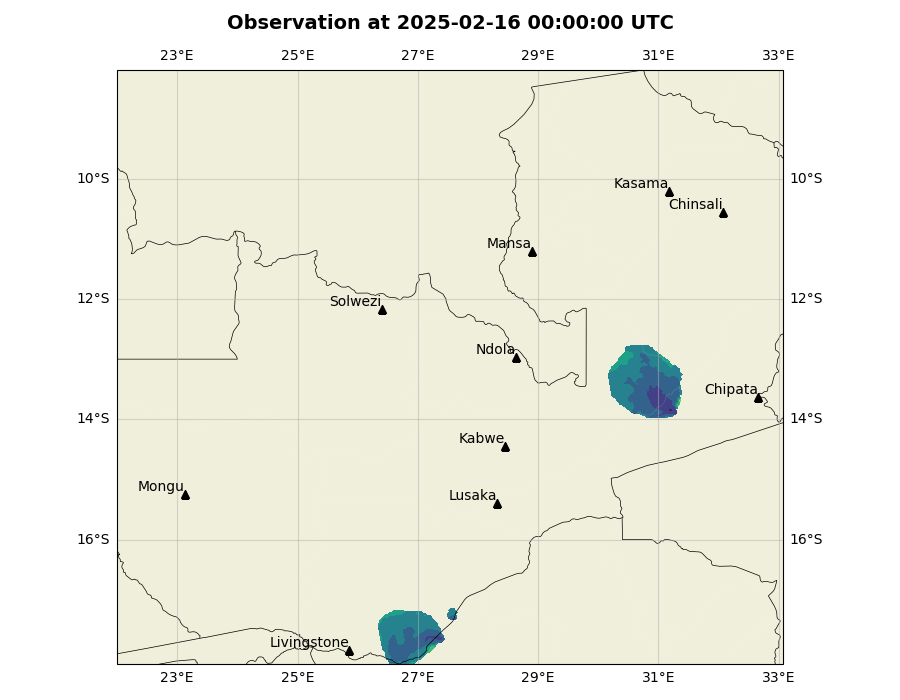 Observation at 2025-02-16 00:00:00 UTC
23°E 25°E 27°E 29°E 31°E 33°E
10°S 10°S
Kasama
Chinsali
Mansa
12°S 12°S
Solwezi
Ndola
Chipata
14°S 14°S
Kabwe
Mongu
Lusaka
16°S 16°S
Livingstone
23°E 25°E 27°E 29°E 31°E 33°E